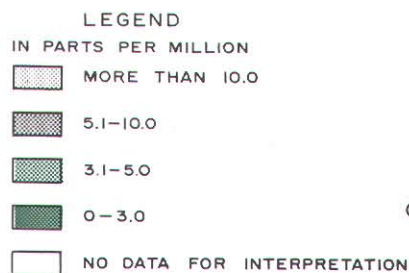 LEGEND
IN PARTS PER MILLION
MORE THAN 10.0
5.1–10.0
3.1–5.0
0–3.0
NO DATA FOR INTERPRETATION